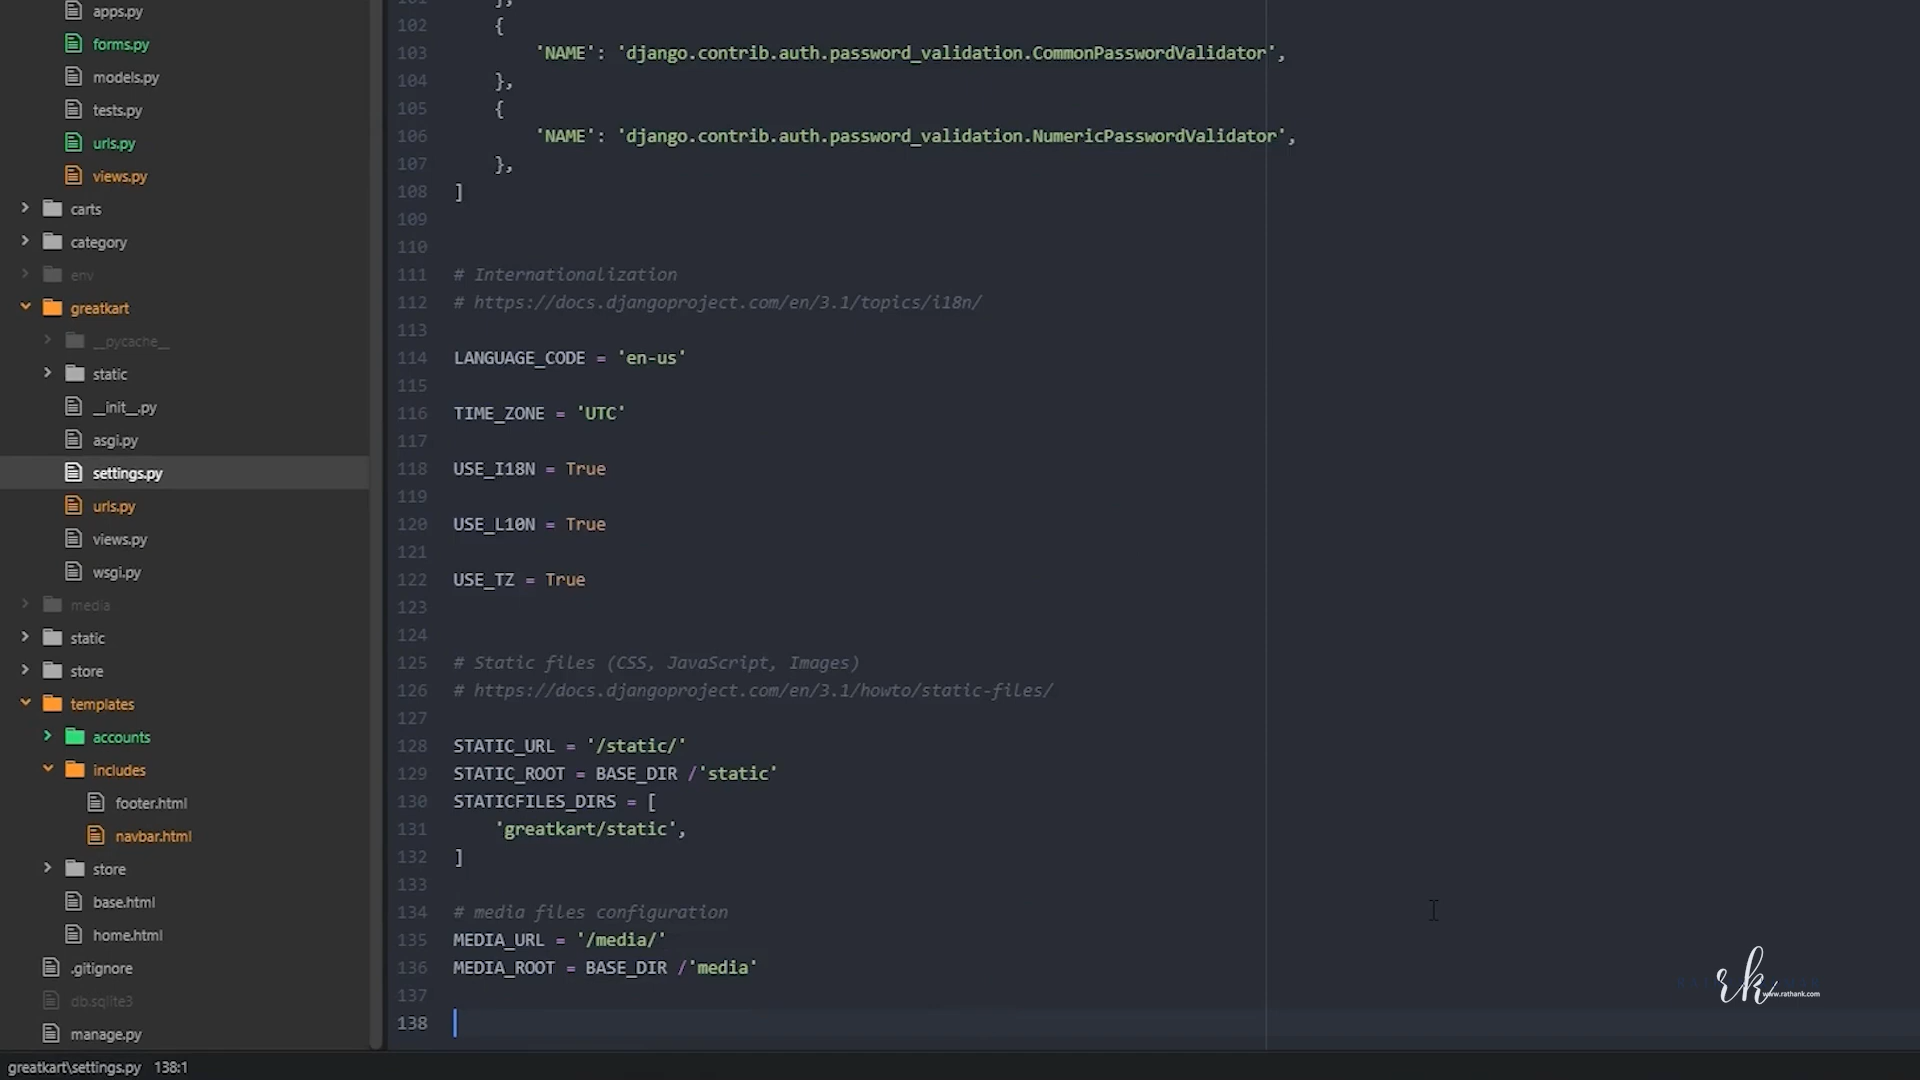 apps.py
forms.py
models.py
tests.py
urls.py
views.py
carts
category
env
greatkart
__pycache__
static
__init__.py
asgi.py
settings.py
urls.py
views.py
wsgi.py
media
static
store
templates
accounts
includes
footer.html
navbar.html
store
base.html
home.html
.gitignore
db.sqlite3
manage.py
101 },
102 {
103 'NAME': 'django.contrib.auth.password_validation.CommonPasswordValidator',
104 },
105 {
106 'NAME': 'django.contrib.auth.password_validation.NumericPasswordValidator',
107 },
108 ]
109
110
111 # Internationalization
112 # https://docs.djangoproject.com/en/3.1/topics/i18n/
113
114 LANGUAGE_CODE = 'en-us'
115
116 TIME_ZONE = 'UTC'
117
118 USE_I18N = True
119
120 USE_L10N = True
121
122 USE_TZ = True
123
124
125 # Static files (CSS, JavaScript, Images)
126 # https://docs.djangoproject.com/en/3.1/howto/static-files/
127
128 STATIC_URL = '/static/'
129 STATIC_ROOT = BASE_DIR /'static'
130 STATICFILES_DIRS = [
131 'greatkart/static',
132 ]
133
134 # media files configuration
135 MEDIA_URL = '/media/'
136 MEDIA_ROOT = BASE_DIR /'media'
137
138
rk
www.rathank.com
greatkart\settings.py 138:1